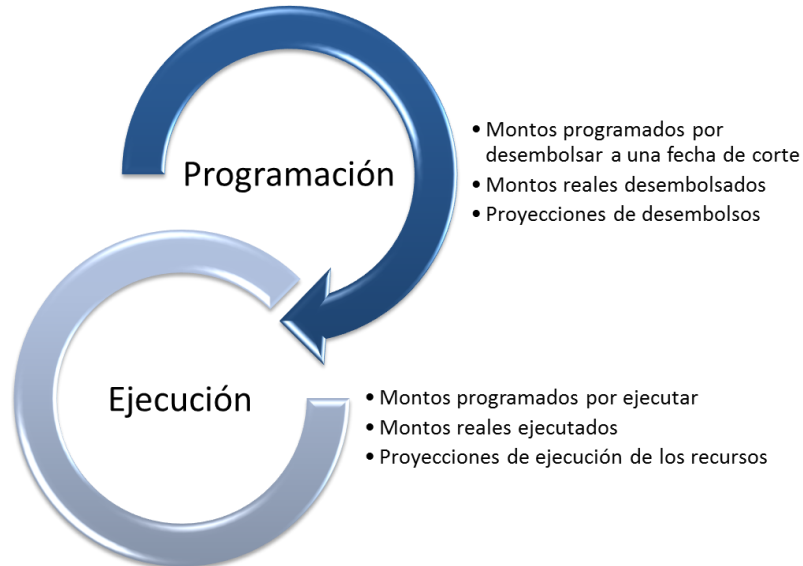 Programación
• Montos programados por
desembolsar a una fecha de corte
• Montos reales desembolsados
• Proyecciones de desembolsos
Ejecución
• Montos programados por ejecutar
• Montos reales ejecutados
• Proyecciones de ejecución de los recursos